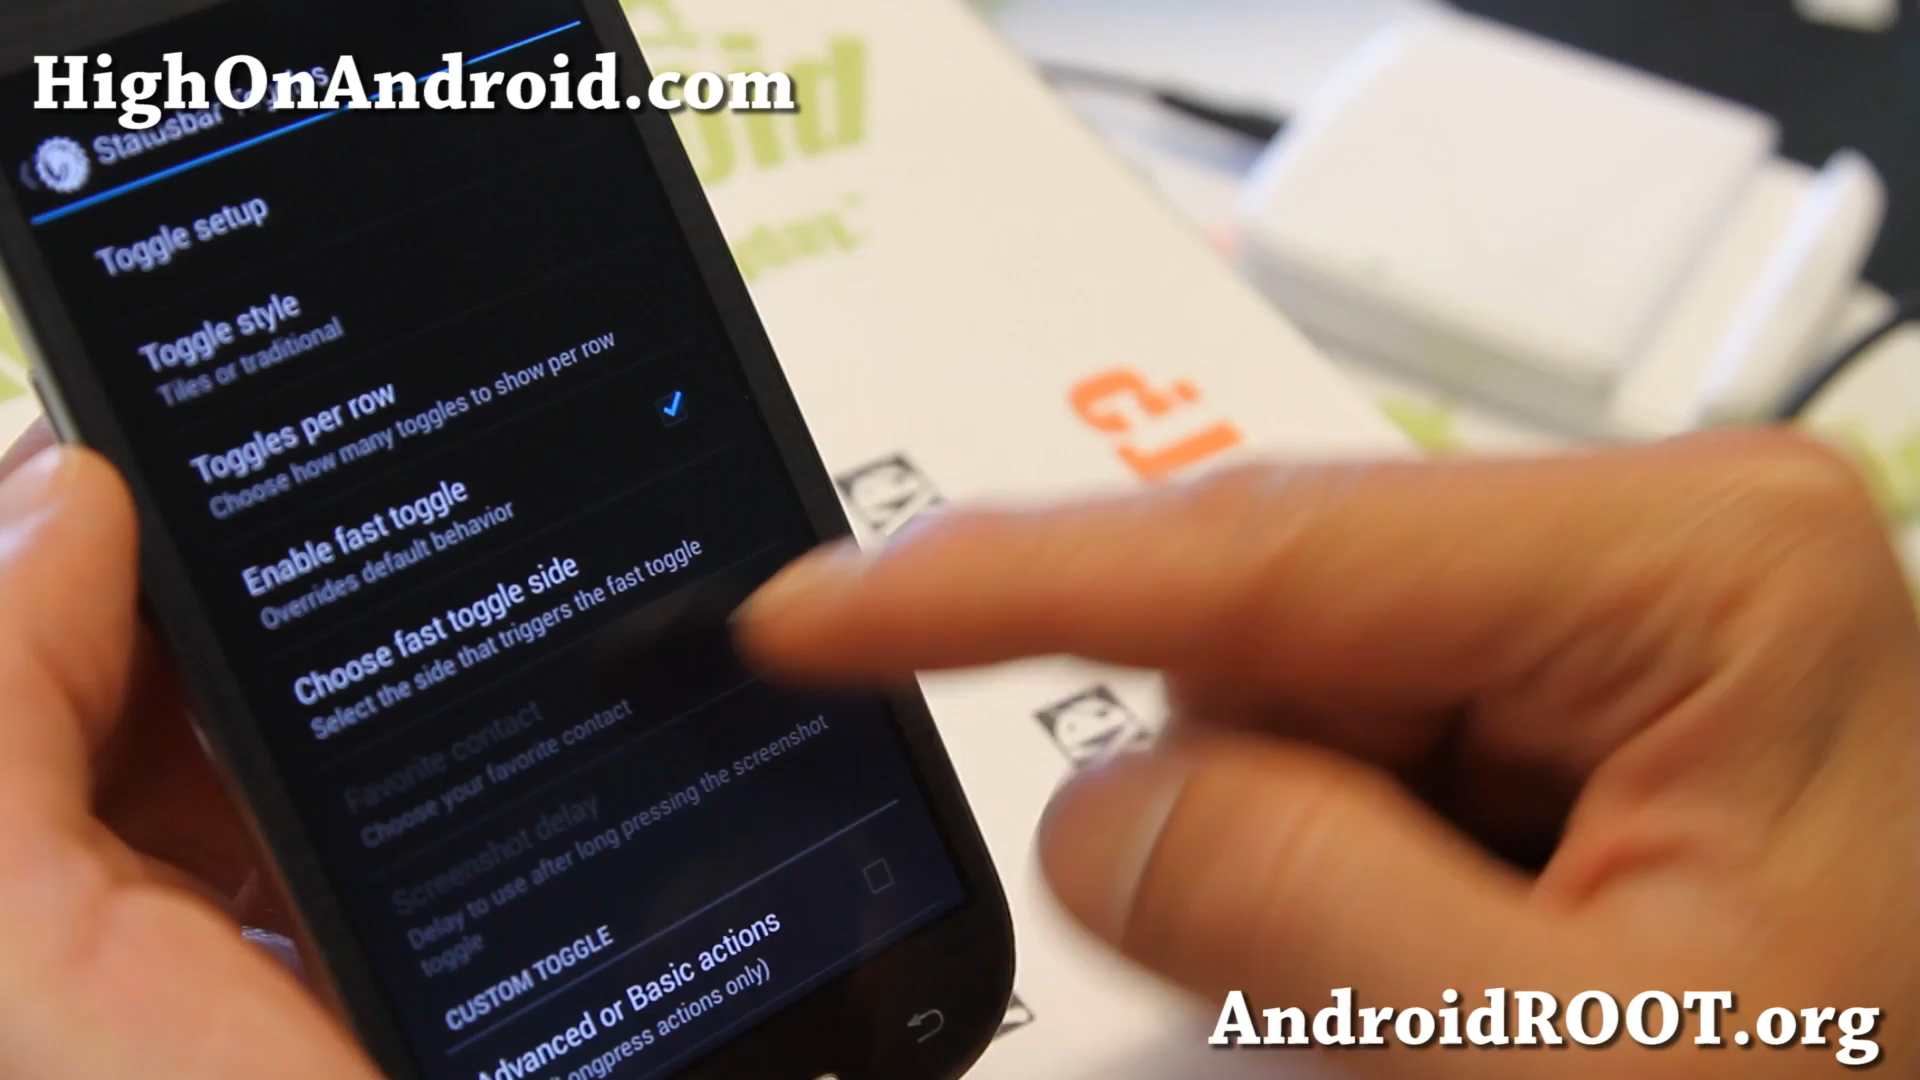 HighOnAndroid.com
Statusbar Toggles
Toggle setup
Toggle style
Tiles or traditional
Toggles per row
Choose how many toggles to show per row
Enable fast toggle
Overrides default behavior
Choose fast toggle side
Select the side that triggers the fast toggle
Favorite contact
Choose your favorite contact
Screenshot delay
Delay to use after long pressing the screenshot
toggle
CUSTOM TOGGLE
Advanced or Basic actions
longpress actions only)
AndroidROOT.org